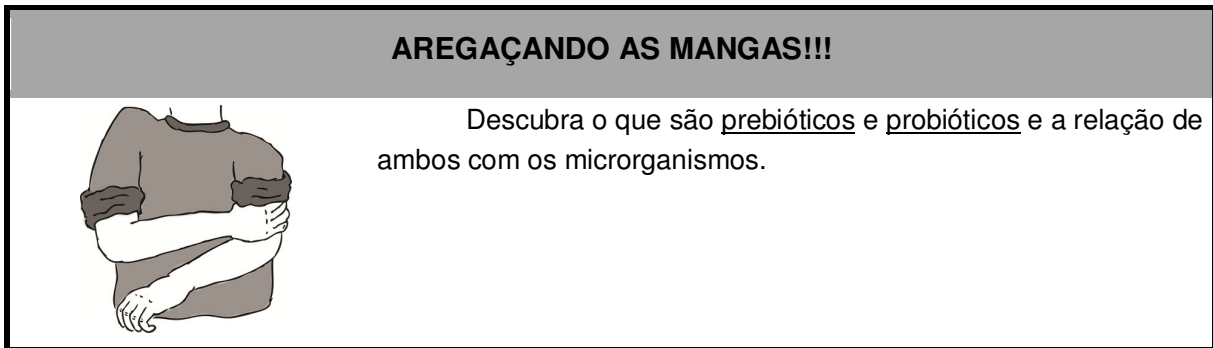 AREGAÇANDO AS MANGAS!!!
Descubra o que são prebióticos e probióticos e a relação de
ambos com os microrganismos.